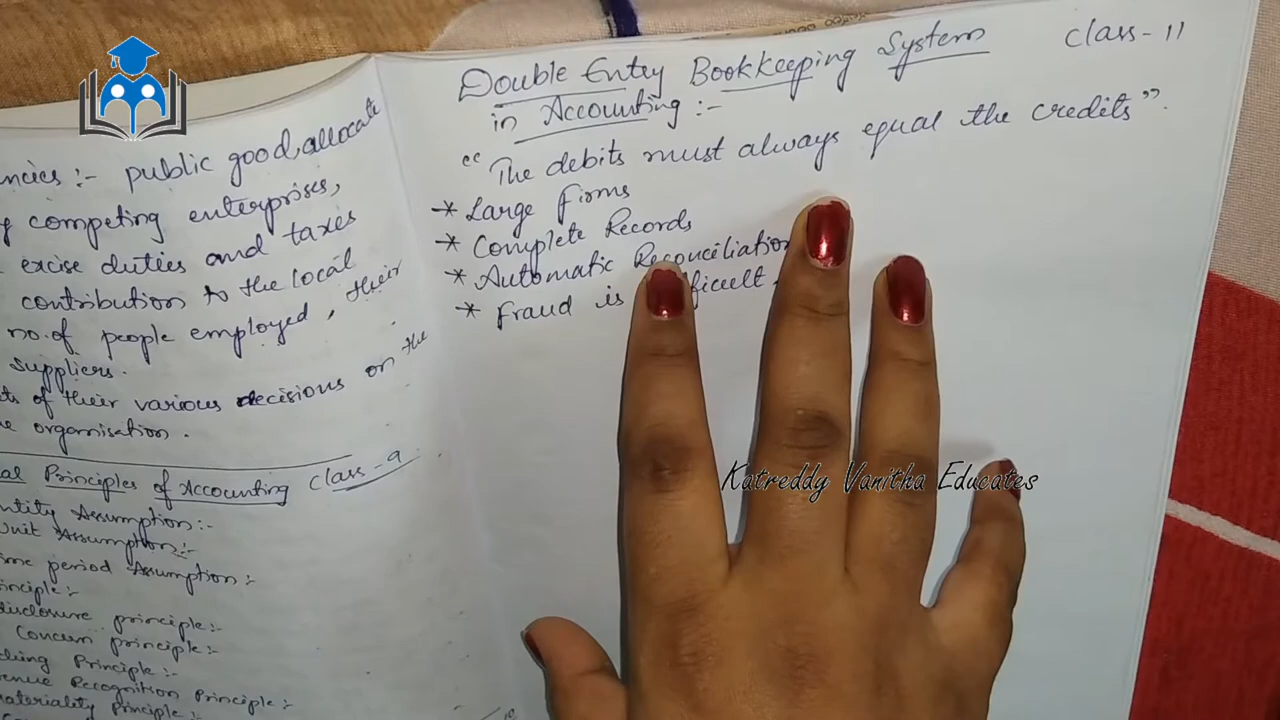 Double Entry Bookkeeping System Class-11
in Accounting :-
"The debits must always equal the credits".
* Large firms
* Complete Records
* Automatic Reconciliation
* Fraud is
:- public good, allocate
competing enterprises,
excise duties and taxes
contribution to the local
no. of people employed, their
suppliers.
of their various decisions on the
organisation.
Principles of Accounting Class-9
Assumption:-
Unit Assumption:-
period Assumption:-
principle:-
Concern principle:-
Principle:-
Recognition Principle:-
principle:-
Katreddy Vanitha Educates